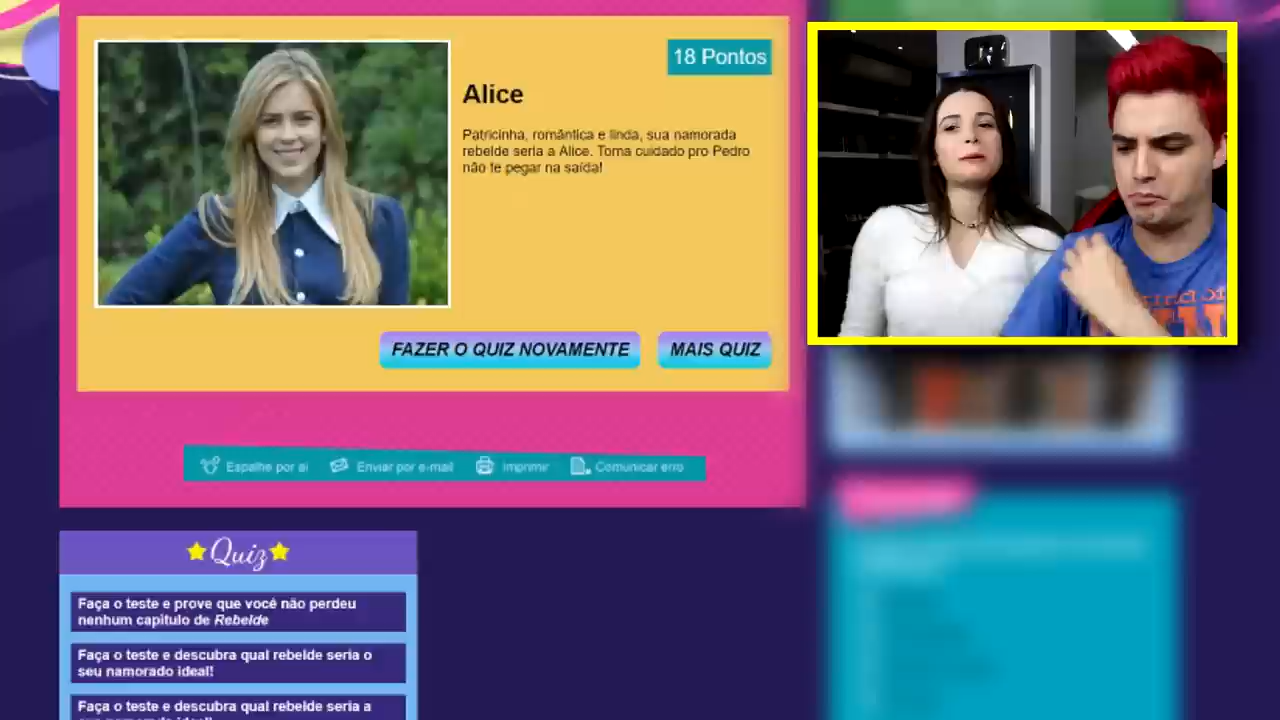 18 Pontos
Alice
Patricinha, romântica e linda, sua namorada
rebelde seria a Alice. Toma cuidado pro Pedro
não te pegar na saída!
FAZER O QUIZ NOVAMENTE
MAIS QUIZ
Espalhe por aí
Enviar por e-mail
Imprimir
Comunicar erro
Quiz
Faça o teste e prove que você não perdeu
nenhum capítulo de Rebelde
Faça o teste e descubra qual rebelde seria o
seu namorado ideal!
Faça o teste e descubra qual rebelde seria a